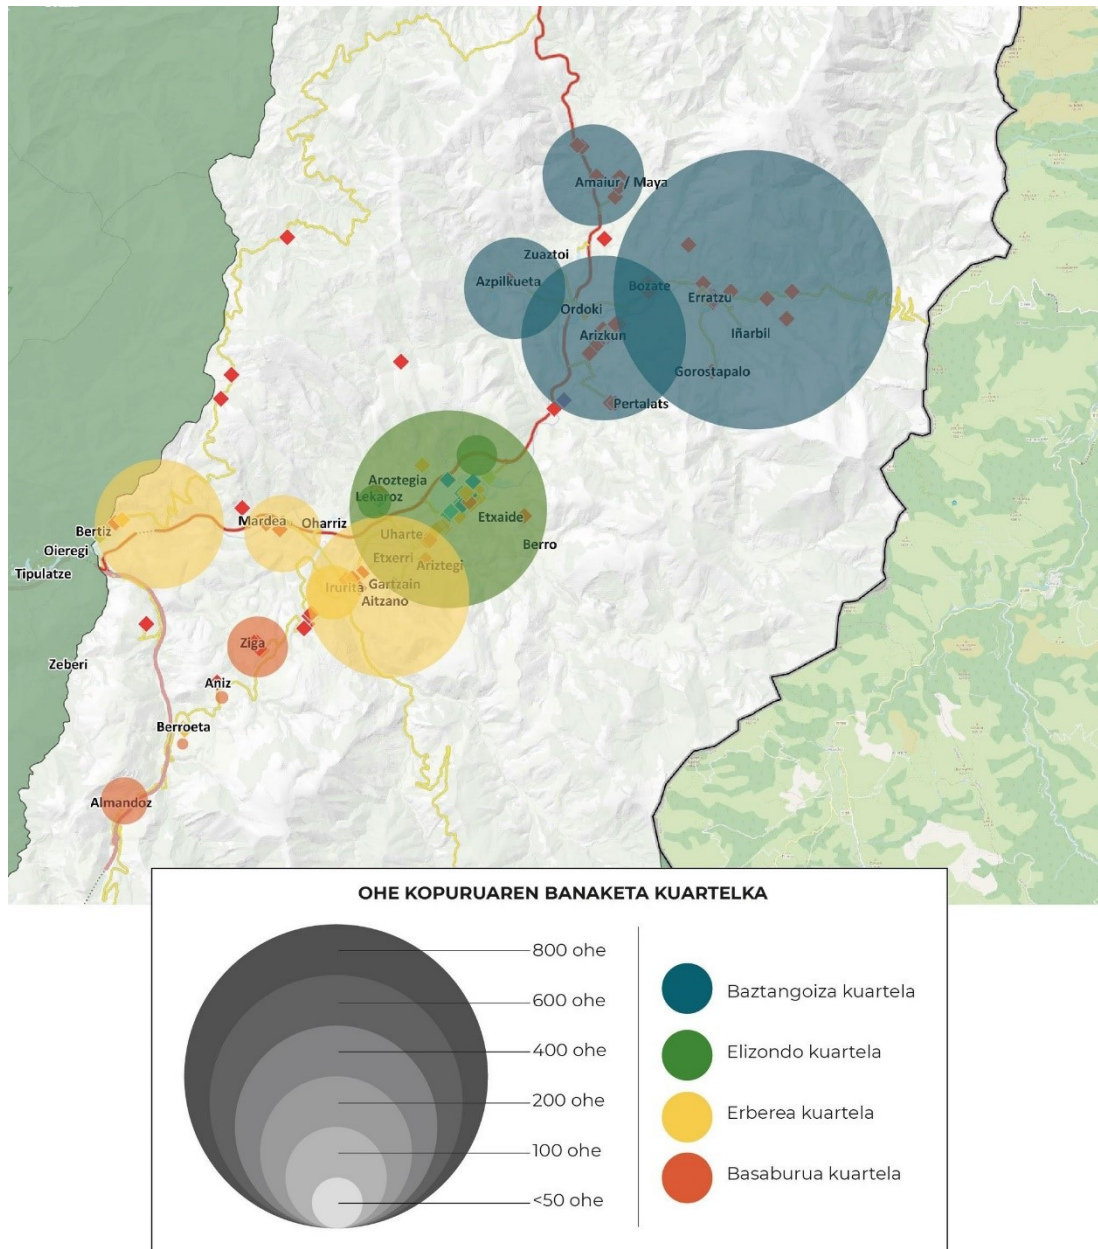 Amaiur / Maya
Zuaztoi
Azpilkueta
Bozate
Erratzu
Ordoki
Arizkun
Iñarbil
Gorostapalo
Pertalats
Aroztegia
Lekaroz
Etxaide
Mardea
Oharriz
Bertiz
Uharte
Berro
Oieregi
Etxerri
Ariztegi
Tipulatze
Irurita
Gartzain
Aitzano
Ziga
Zeberi
Aniz
Berroeta
Almandoz
OHE KOPURUAREN BANAKETA KUARTELKA
800 ohe
600 ohe
400 ohe
200 ohe
100 ohe
<50 ohe
Baztangoiza kuartela
Elizondo kuartela
Erberea kuartela
Basaburua kuartela